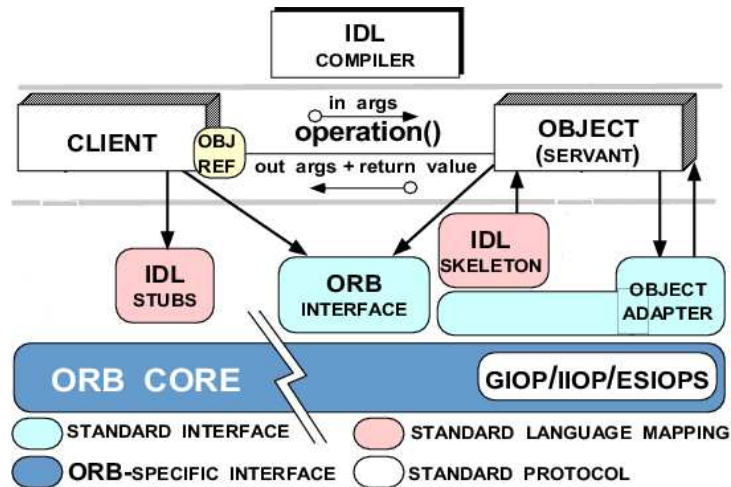 IDL
COMPILER
in args
CLIENT
OBJ
REF
operation()
OBJECT
(SERVANT)
out args + return value
IDL
STUBS
ORB
INTERFACE
IDL
SKELETON
OBJECT
ADAPTER
ORB CORE
GIOP/IIOP/ESIOPS
STANDARD INTERFACE
STANDARD LANGUAGE MAPPING
ORB-SPECIFIC INTERFACE
STANDARD PROTOCOL